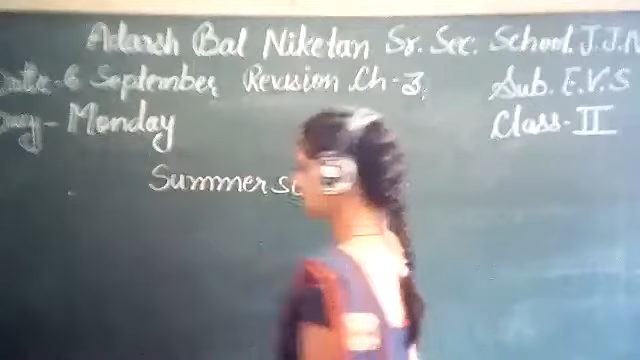 Adarsh Bal Niketan Sr. Sec. School. J.J.N
Date-6 September Revision Ch-3. Sub. E.V.S
Day- Monday Class-II
Summer